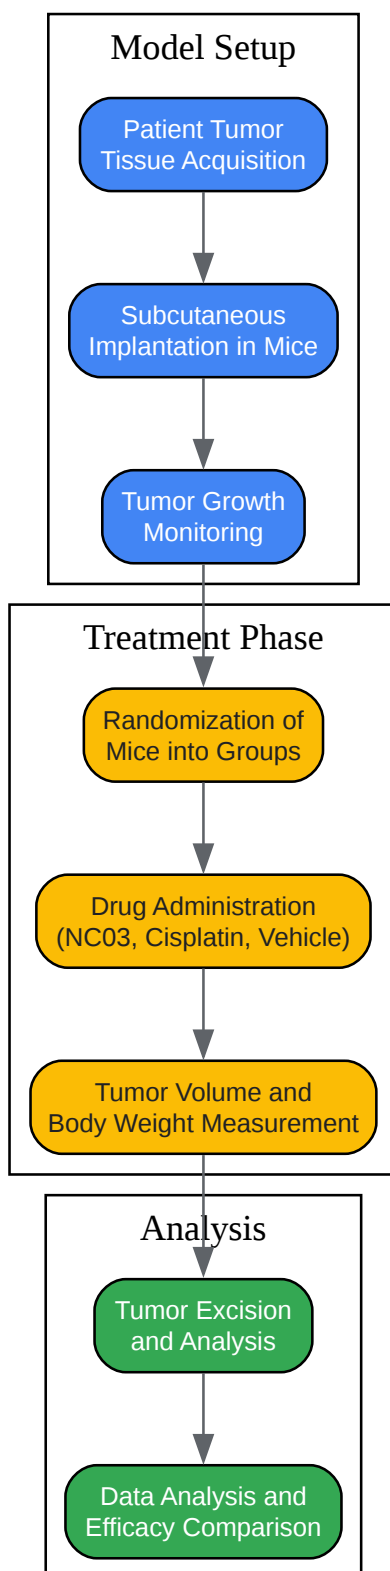 Model Setup
Patient Tumor
Tissue Acquisition
Subcutaneous
Implantation in Mice
Tumor Growth
Monitoring
Treatment Phase
Randomization of
Mice into Groups
Drug Administration
(NC03, Cisplatin, Vehicle)
Tumor Volume and
Body Weight Measurement
Analysis
Tumor Excision
and Analysis
Data Analysis and
Efficacy Comparison